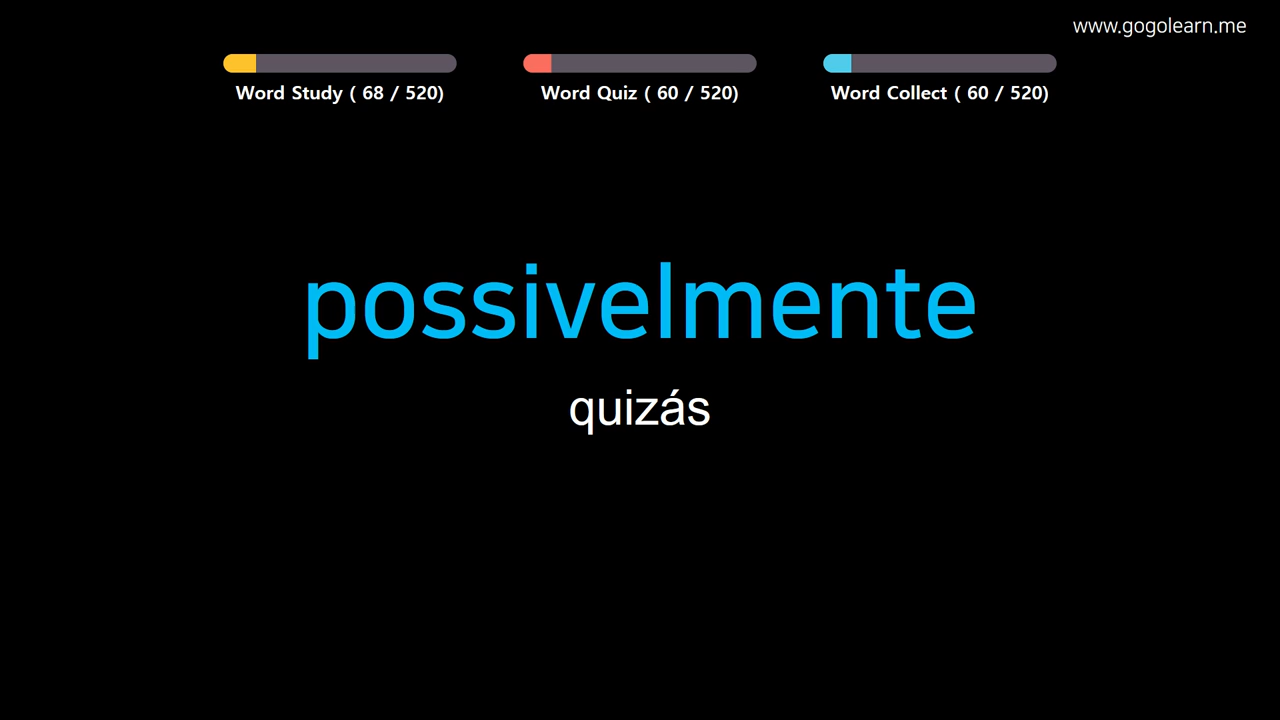 www.gogolearn.me
Word Study ( 68 / 520)
Word Quiz ( 60 / 520)
Word Collect ( 60 / 520)
possivelmente
quizás